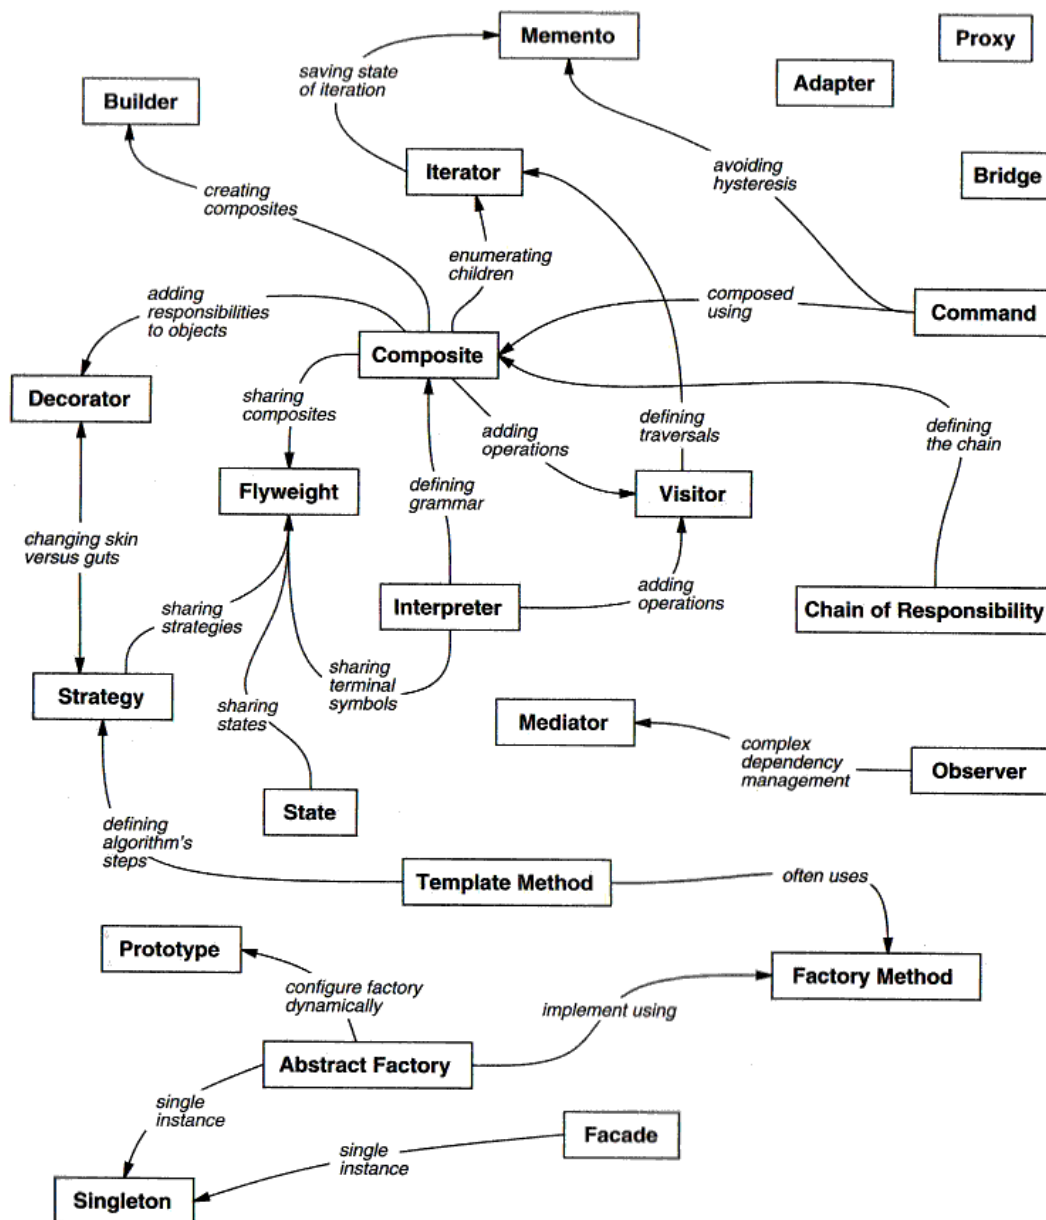 Memento
Proxy
Adapter
saving state
of iteration
Builder
avoiding
hysteresis
Iterator
Bridge
creating
composites
enumerating
children
adding
responsibilities
to objects
composed
using
Command
Composite
Decorator
sharing
composites
adding
operations
defining
traversals
defining
the chain
Flyweight
defining
grammar
Visitor
changing skin
versus guts
adding
operations
Interpreter
Chain of Responsibility
sharing
strategies
sharing
terminal
symbols
Strategy
sharing
states
Mediator
complex
dependency
management
Observer
State
defining
algorithm's
steps
Template Method
often uses
Prototype
Factory Method
configure factory
dynamically
implement using
Abstract Factory
single
instance
Facade
single
instance
Singleton